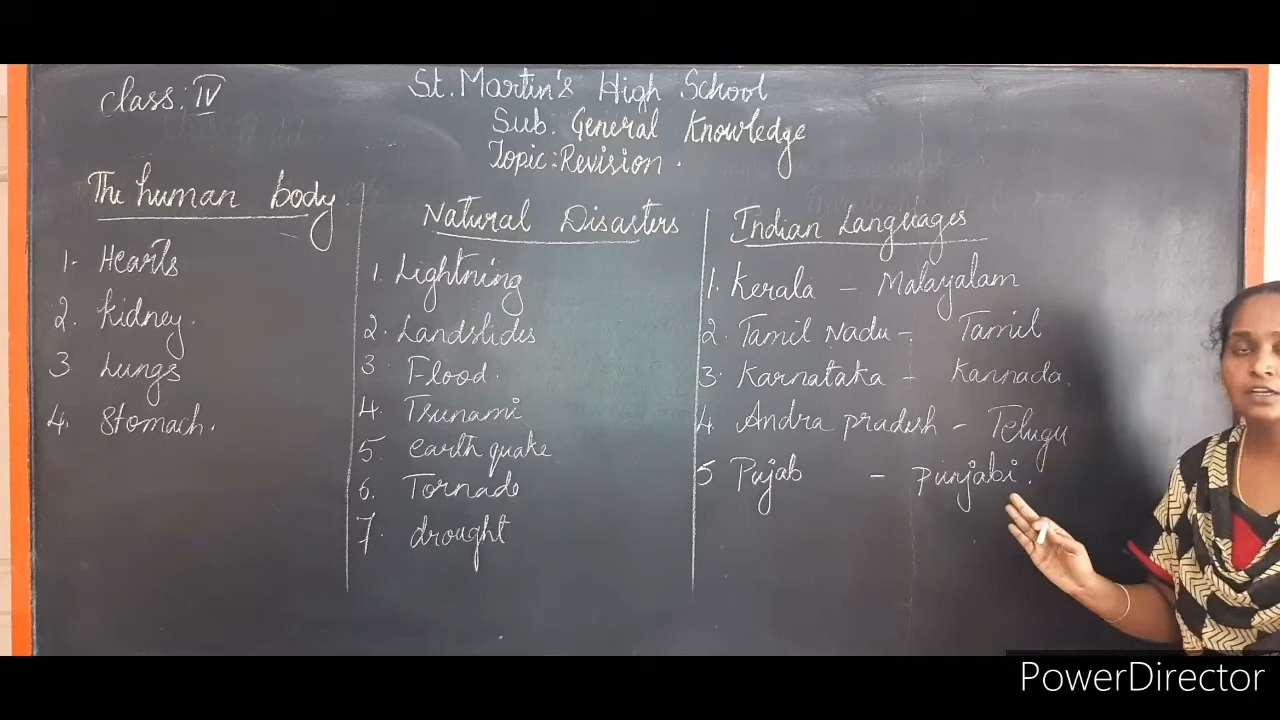 class: IV
St. Martin's High School
Sub. General Knowledge
Topic: Revision.
The human body
1- Hearts
2. kidney.
3 Lungs
4. Stomach.
Natural Disasters
1. Lightning
2. Landslides
3. Flood.
4. Tsunami
5. earth quake
6. Tornado
7. drought
Indian Languages
1. Kerala - Malayalam
2. Tamil Nadu - Tamil
3. Karnataka - Kannada.
4. Andra pradesh - Telugu
5 Pujab - punjabi.
PowerDirector